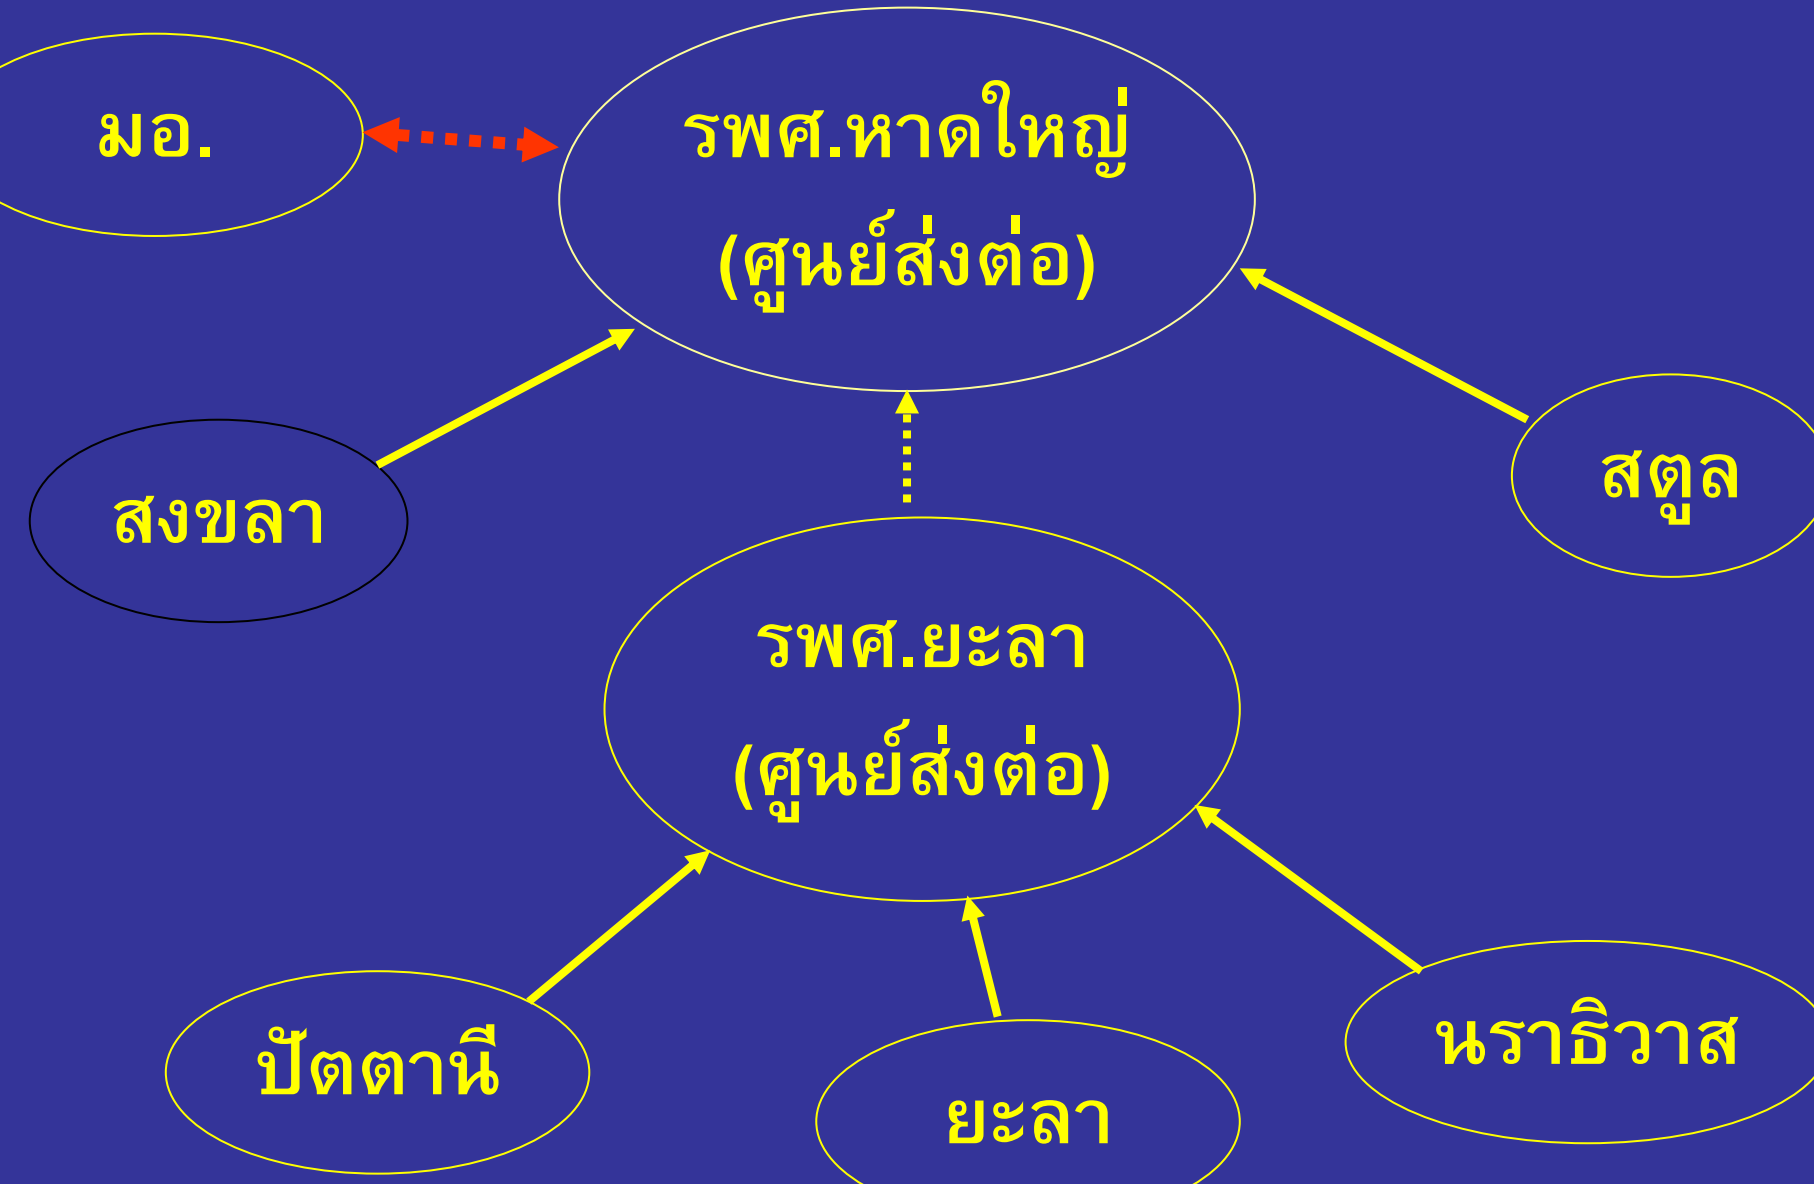 มอ.
รพศ.หาดใหญ่
(ศูนย์ส่งต่อ)
สงขลา
สตูล
รพศ.ยะลา
(ศูนย์ส่งต่อ)
ปัตตานี
ยะลา
นราธิวาส